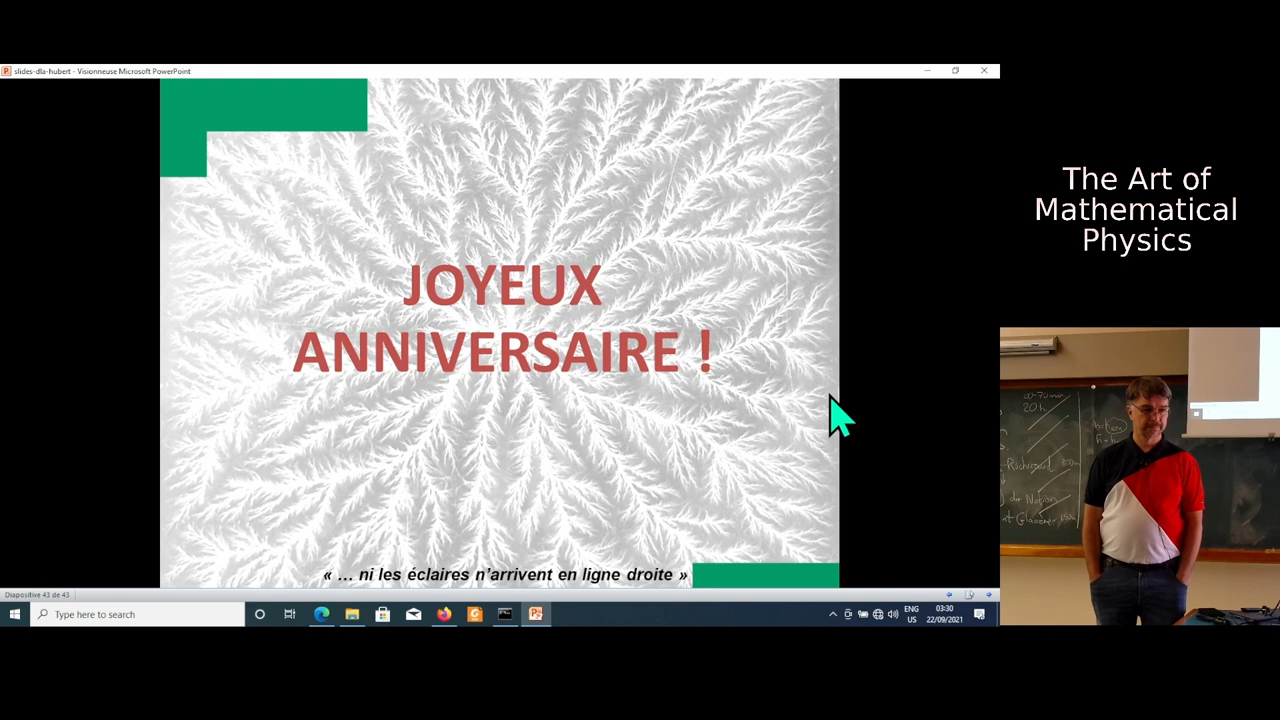 slides-dla-hubert - Visionneuse Microsoft PowerPoint
JOYEUX
ANNIVERSAIRE !
« … ni les éclaires n’arrivent en ligne droite »
Diapositive 43 de 43
Type here to search
ENG
US
03:30
22/09/2021
The Art of
Mathematical
Physics
20h